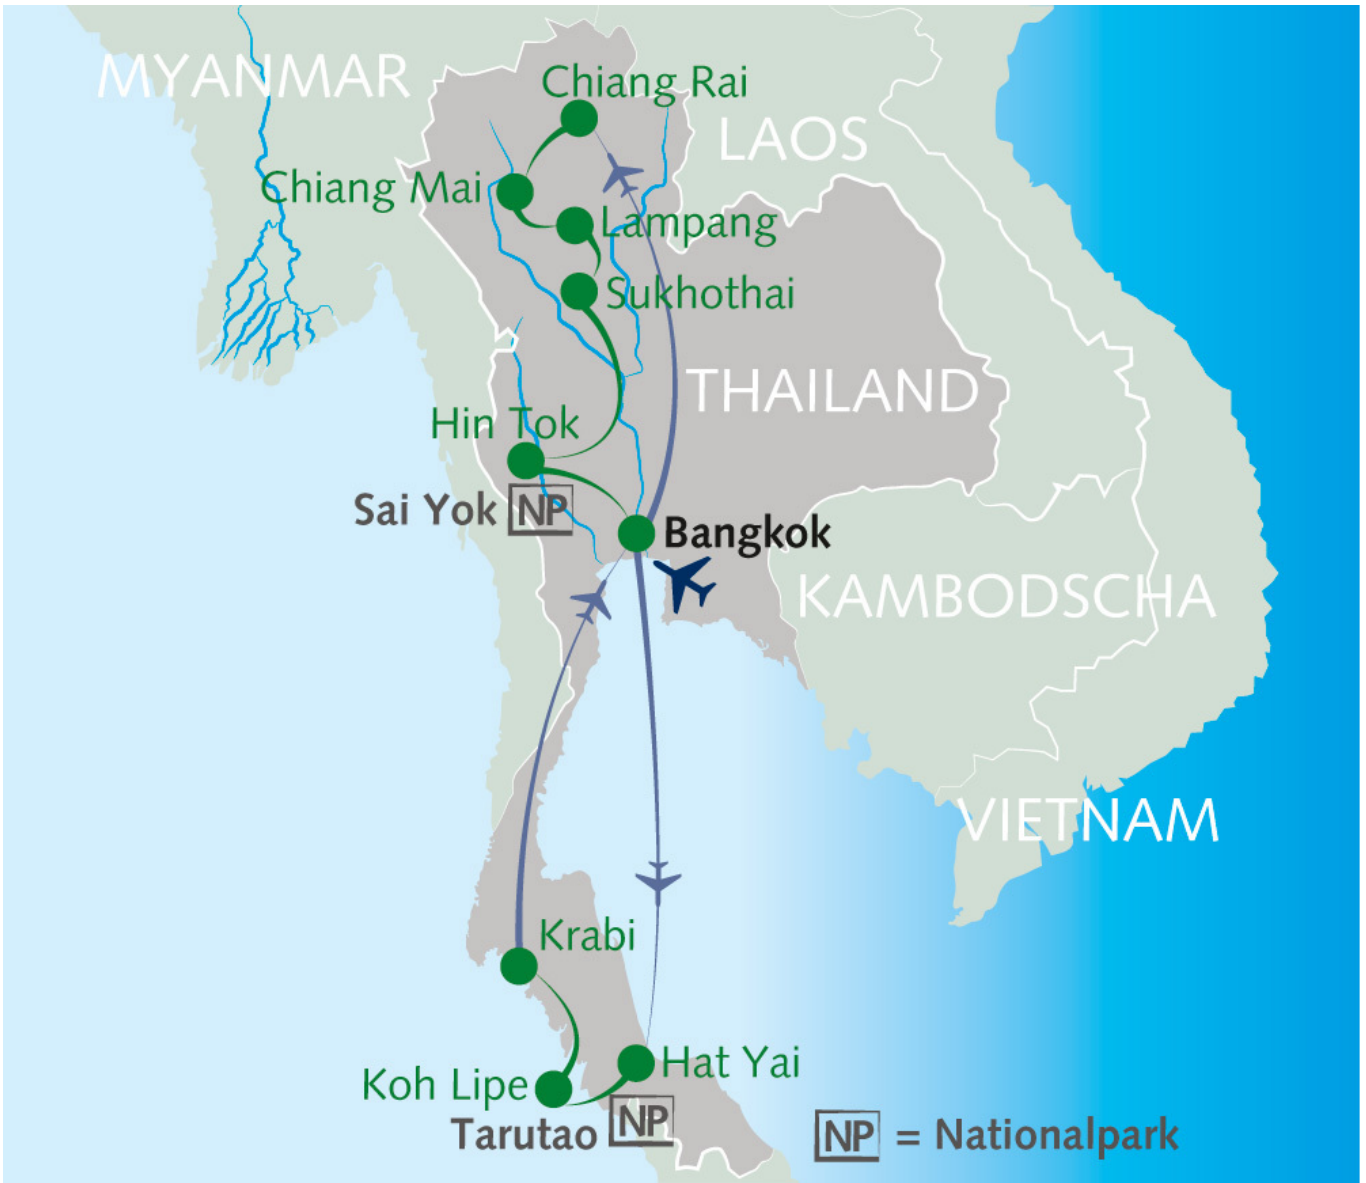 MYANMAR
Chiang Rai
LAOS
Chiang Mai
Lampang
Sukhothai
THAILAND
Hin Tok
Sai Yok NP
Bangkok
KAMBODSCHA
VIETNAM
Krabi
Hat Yai
Koh Lipe
Tarutao NP
NP = Nationalpark